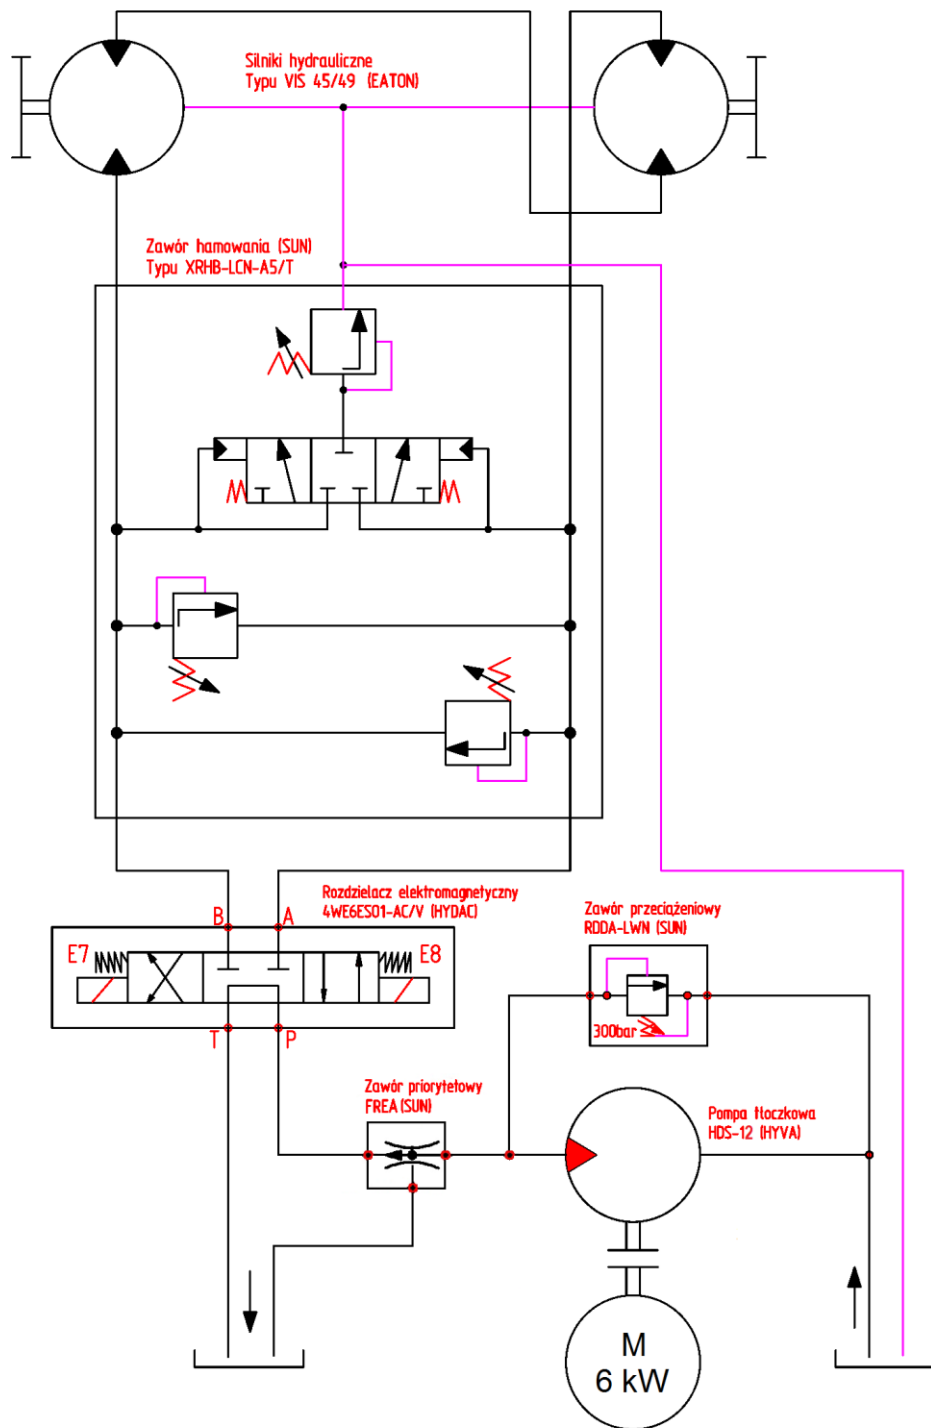 Silniki hydrauliczne
Typu VIS 45/49 (EATON)
Zawór hamowania (SUN)
Typu XRHB-LCN-A5/T
Rozdzielacz elektromagnetyczny
4WE6ES01-AC/V (HYDAC)
B
A
E7
E8
T
P
Zawór przeciążeniowy
RDDA-LWN (SUN)
300bar
Zawór priorytetowy
FREA (SUN)
Pompa tłoczkowa
HDS-12 (HYVA)
M
6 kW